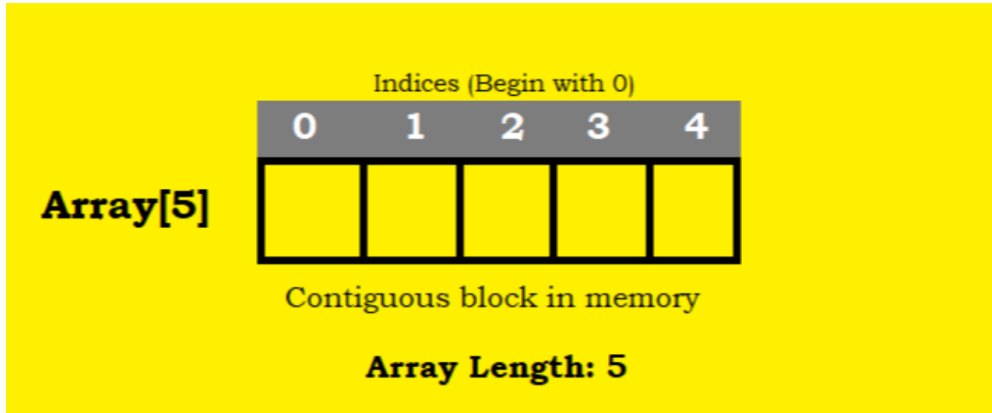 Indices (Begin with 0)
0 1 2 3 4
Array[5]
Contiguous block in memory
Array Length: 5